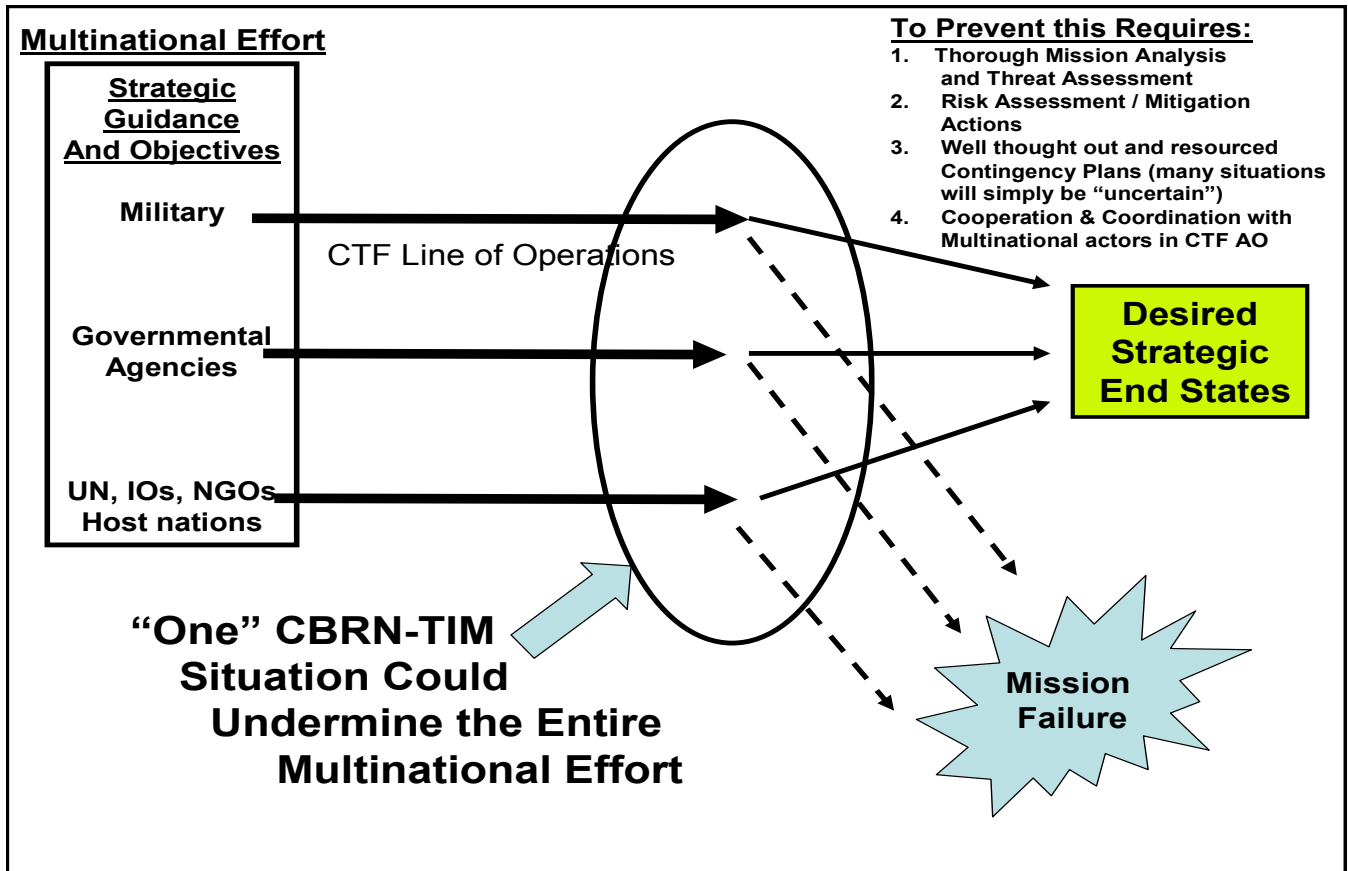 Multinational Effort
Strategic
Guidance
And Objectives
Military
Governmental
Agencies
UN, IOs, NGOs
Host nations
CTF Line of Operations
To Prevent this Requires:
1. Thorough Mission Analysis
and Threat Assessment
2. Risk Assessment / Mitigation
Actions
3. Well thought out and resourced
Contingency Plans (many situations
will simply be “uncertain”)
4. Cooperation & Coordination with
Multinational actors in CTF AO
Desired
Strategic
End States
“One” CBRN-TIM
Situation Could
Undermine the Entire
Multinational Effort
Mission
Failure